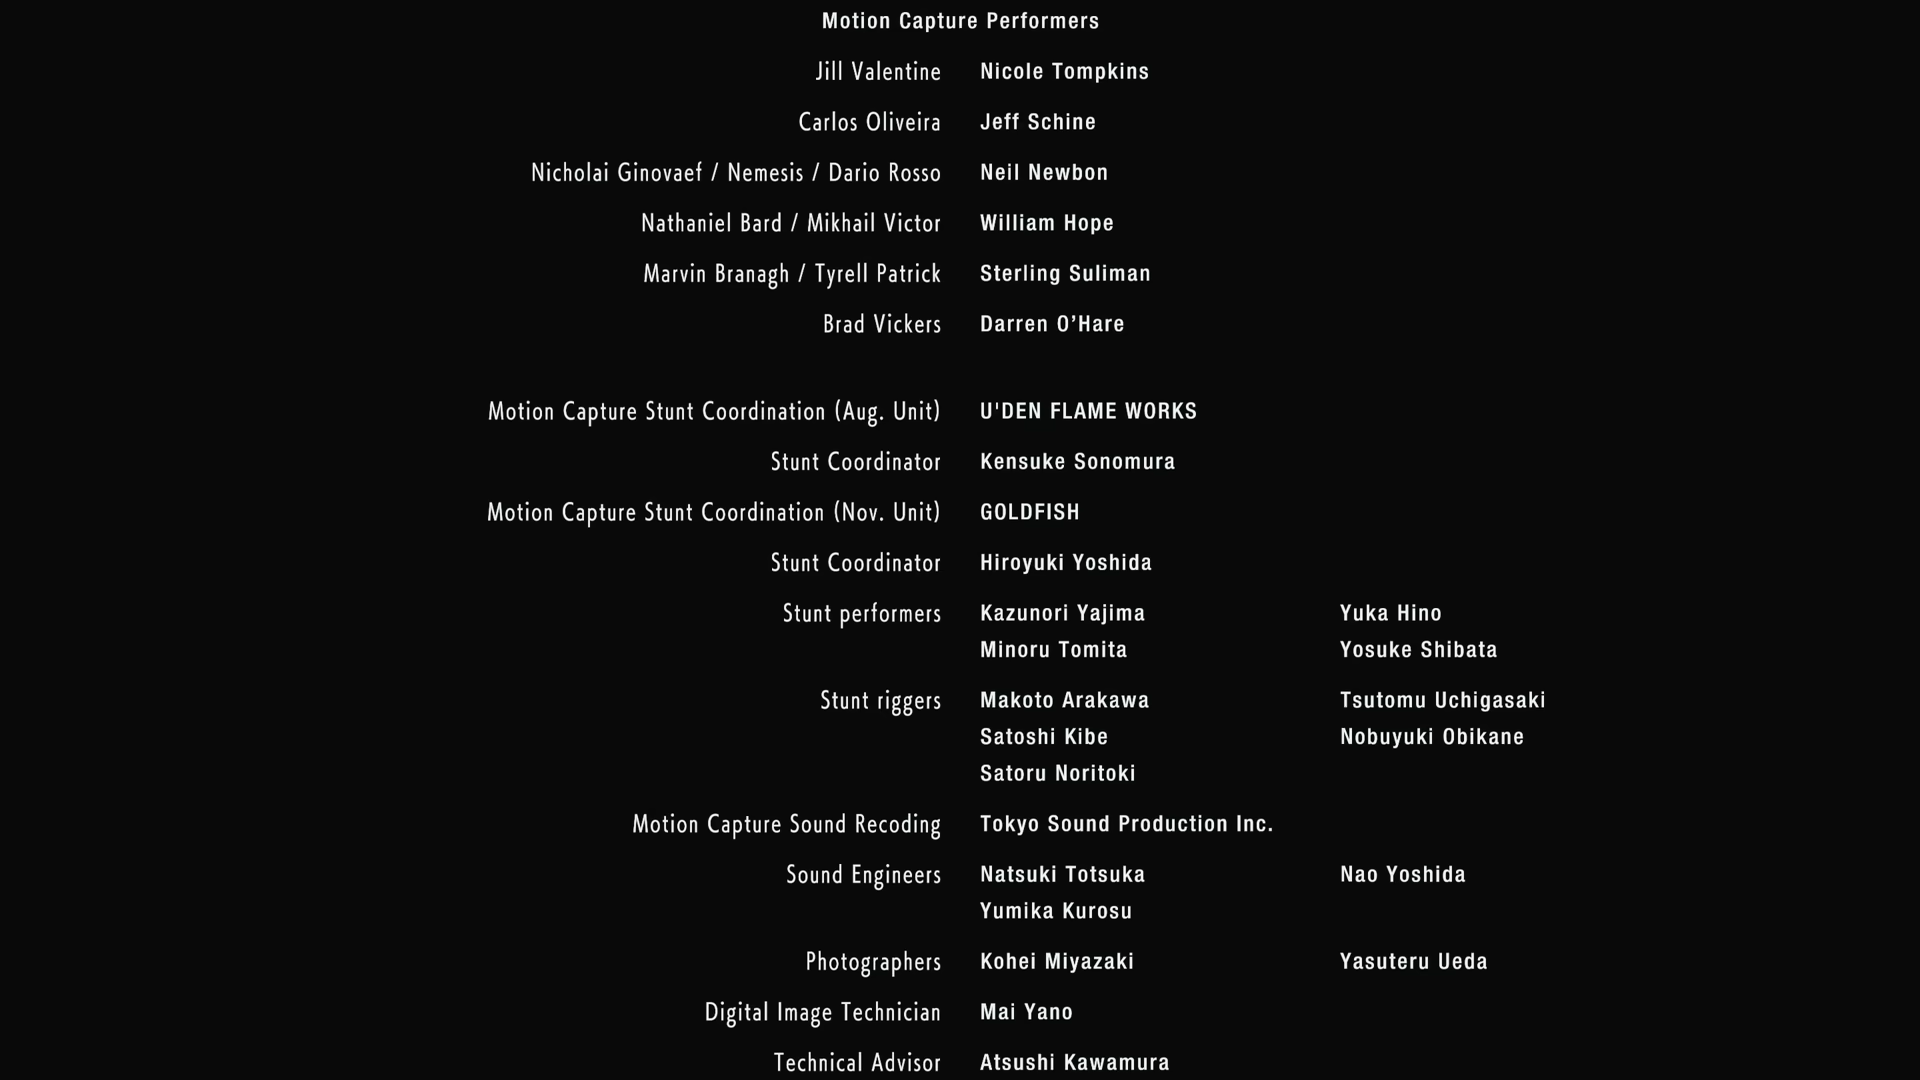 Motion Capture Performers
Jill Valentine Nicole Tompkins
Carlos Oliveira Jeff Schine
Nicholai Ginovaef / Nemesis / Dario Rosso Neil Newbon
Nathaniel Bard / Mikhail Victor William Hope
Marvin Branagh / Tyrell Patrick Sterling Suliman
Brad Vickers Darren O’Hare
Motion Capture Stunt Coordination (Aug. Unit) U'DEN FLAME WORKS
Stunt Coordinator Kensuke Sonomura
Motion Capture Stunt Coordination (Nov. Unit) GOLDFISH
Stunt Coordinator Hiroyuki Yoshida
Stunt performers Kazunori Yajima Yuka Hino
Minoru Tomita Yosuke Shibata
Stunt riggers Makoto Arakawa Tsutomu Uchigasaki
Satoshi Kibe Nobuyuki Obikane
Satoru Noritoki
Motion Capture Sound Recoding Tokyo Sound Production Inc.
Sound Engineers Natsuki Totsuka Nao Yoshida
Yumika Kurosu
Photographers Kohei Miyazaki Yasuteru Ueda
Digital Image Technician Mai Yano
Technical Advisor Atsushi Kawamura